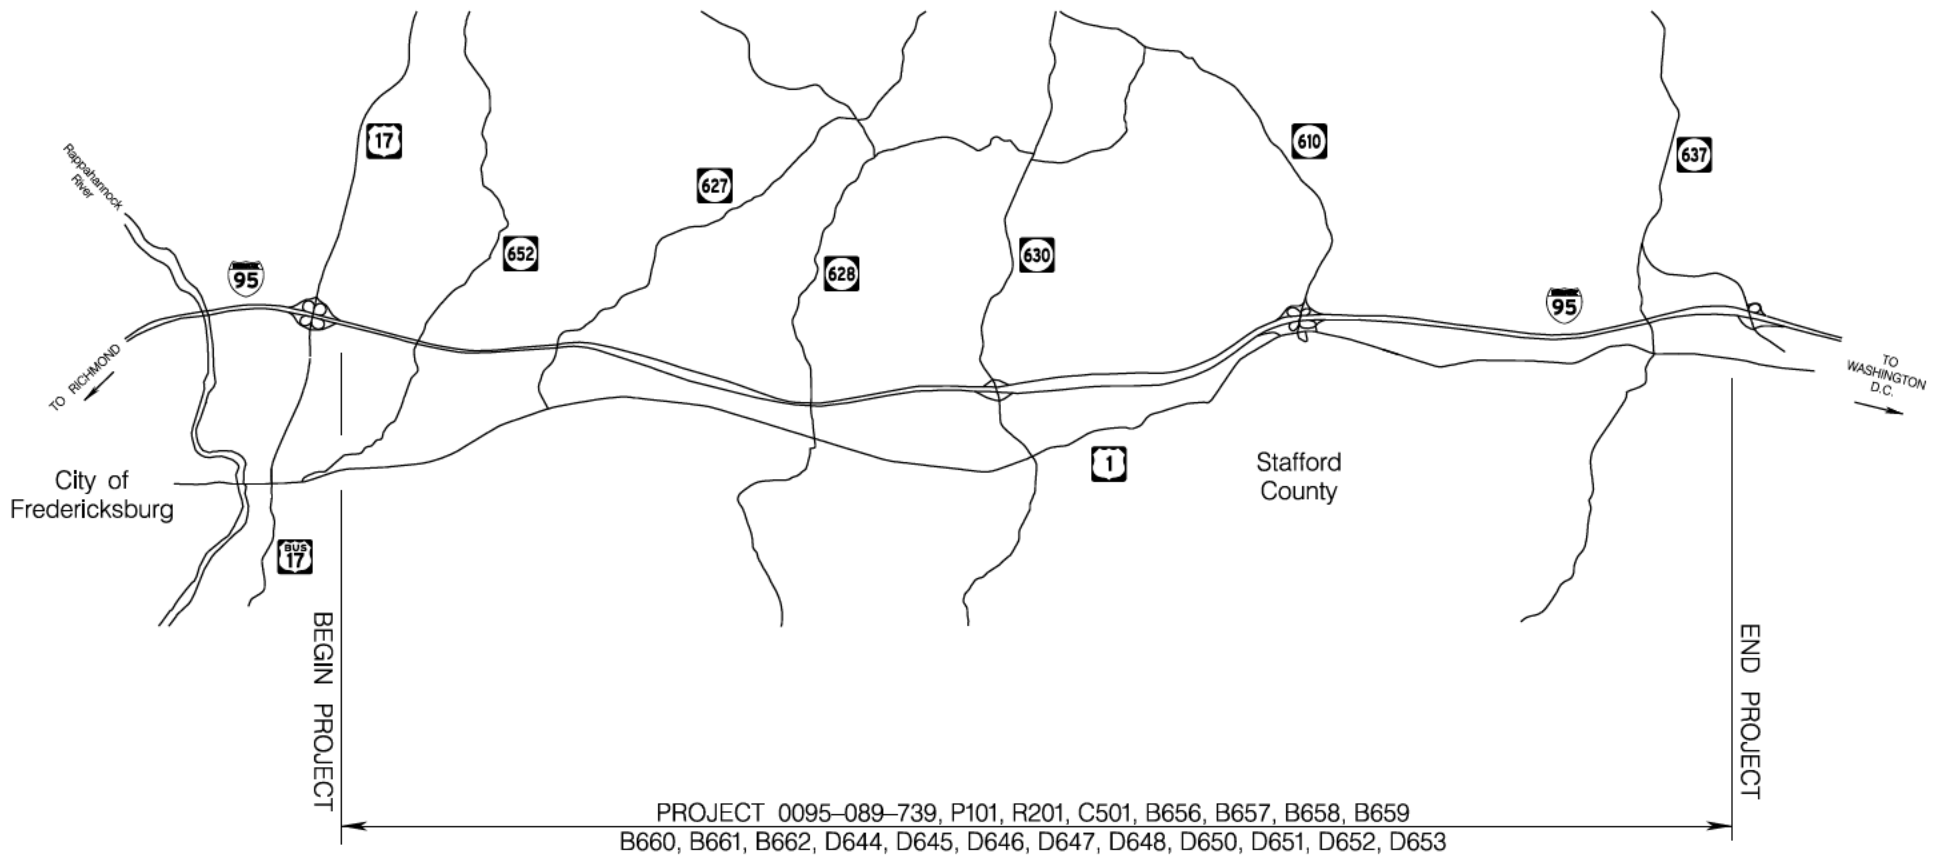 17
610
637
Rappahannock
River
627
652
630
628
95
95
TO RICHMOND
TO
WASHINGTON
D.C.
1
Stafford
County
City of
Fredericksburg
BUS
17
BEGIN PROJECT
END PROJECT
PROJECT 0095–089–739, P101, R201, C501, B656, B657, B658, B659
B660, B661, B662, D644, D645, D646, D647, D648, D650, D651, D652, D653